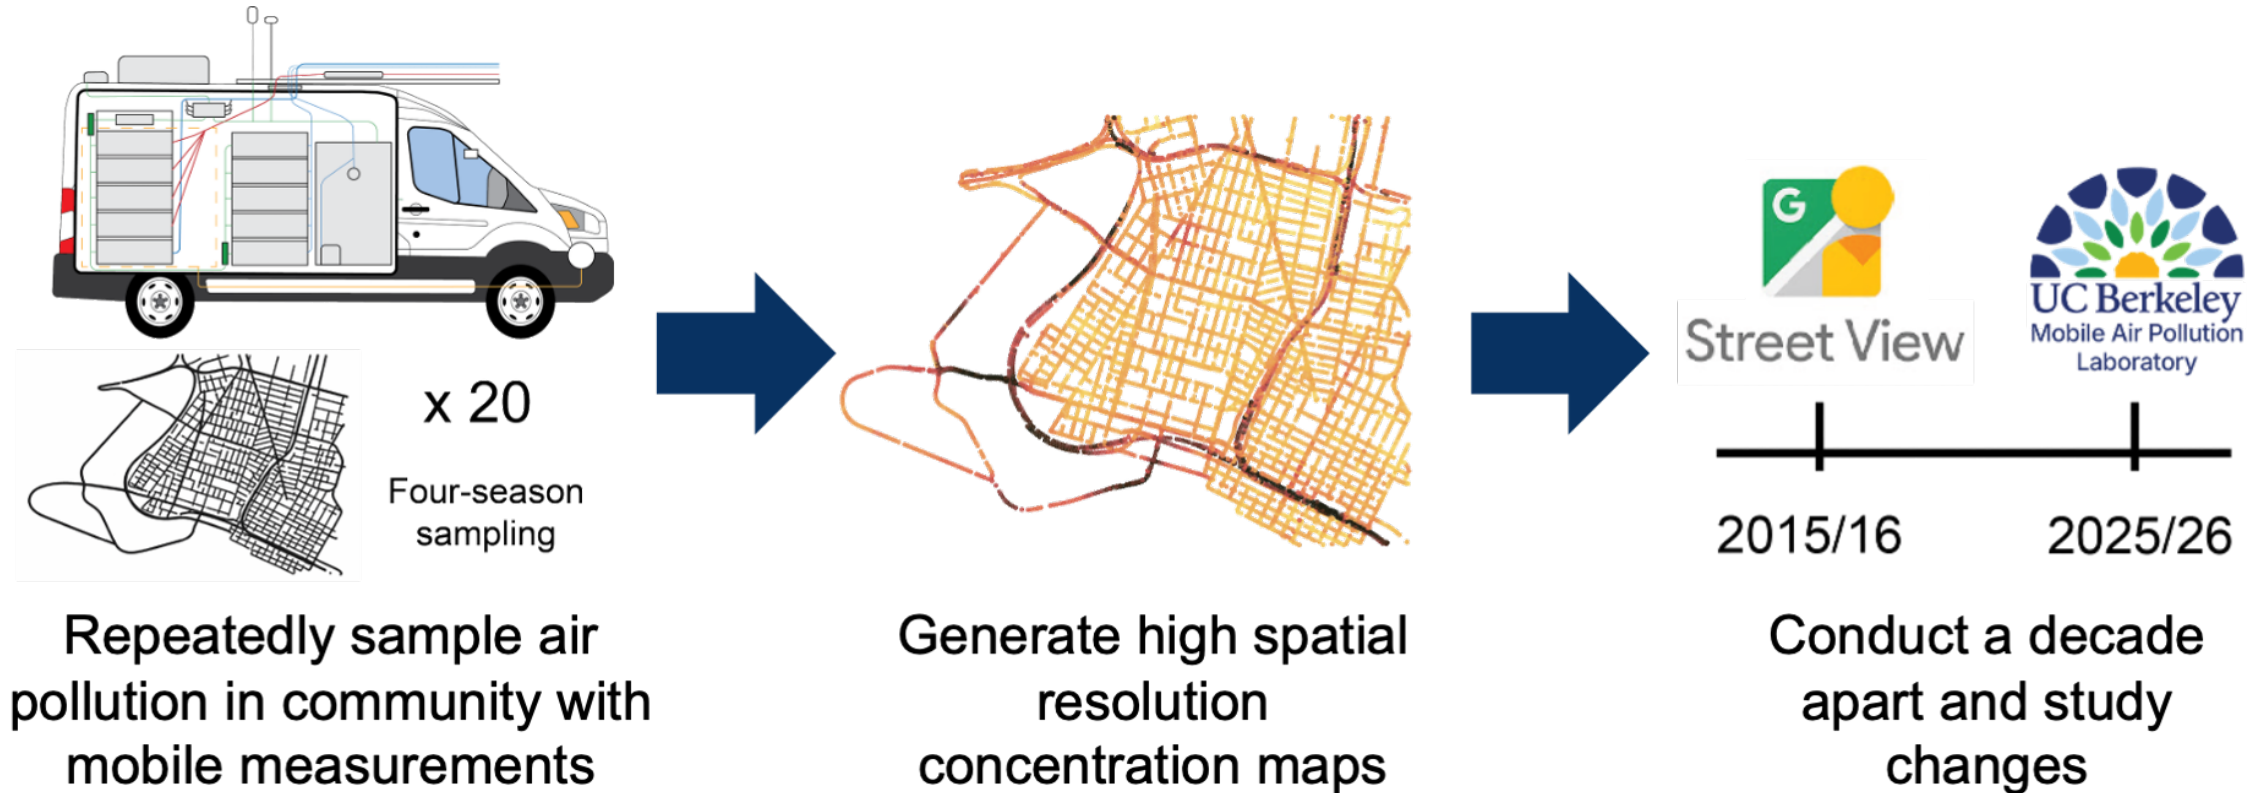 x 20
Four-season
sampling
Repeatedly sample air
pollution in community with
mobile measurements
Generate high spatial
resolution
concentration maps
G
Street View
UC Berkeley
Mobile Air Pollution
Laboratory
2015/16
2025/26
Conduct a decade
apart and study
changes